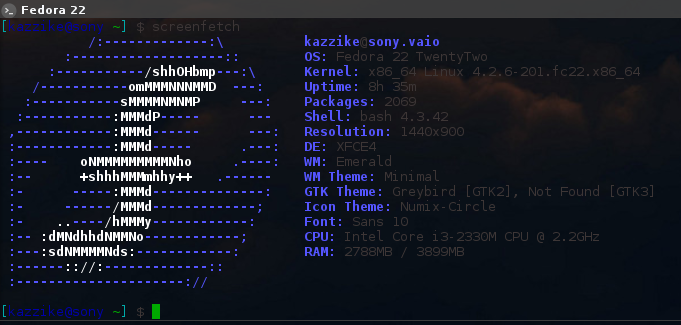 Fedora 22
[kazzike@sony ~] $ screenfetch
/:-------------:\ kazzike@sony.vaio
:-------------------:: OS: Fedora 22 TwentyTwo
:-----------/shhOHbmp---:\ Kernel: x86_64 Linux 4.2.6-201.fc22.x86_64
/-----------omMMMNNNMMD ---: Uptime: 8h 35m
:-----------sMMMMNMNMP ---: Packages: 2069
:-----------:MMMdP------- ---\ Shell: bash 4.3.42
,------------:MMMd-------- ---: Resolution: 1440x900
:------------:MMMd------- .---: DE: XFCE4
:---- oNMMMMMMMMMNho .----: WM: Emerald
:-- .+shhhMMMmhhy++ .------ WM Theme: Minimal
:- -------:MMMd--------------: GTK Theme: Greybird [GTK2], Not Found [GTK3]
:- --------/MMMd-------------; Icon Theme: Numix-Circle
:- ------/hMMMy------------: Font: Sans 10
:-- :dMNdhhdNMMNo------------; CPU: Intel Core i3-2330M CPU @ 2.2GHz
:---:sdNMMMMNds:------------: RAM: 2788MB / 3899MB
:------:://:-------------::
:---------------------://
[kazzike@sony ~] $